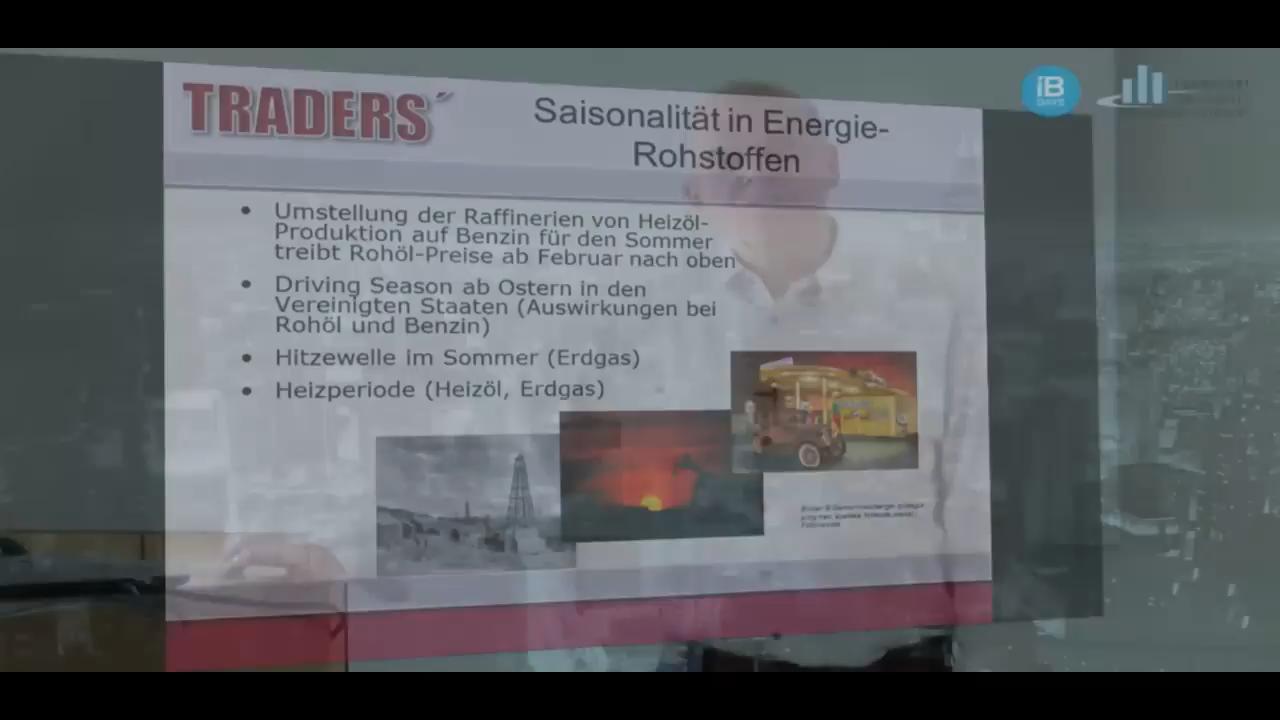 TRADERS'
Saisonalität in Energie-
Rohstoffen
iB
DAYS
• Umstellung der Raffinerien von Heizöl-
Produktion auf Benzin für den Sommer
treibt Rohöl-Preise ab Februar nach oben
• Driving Season ab Ostern in den
Vereinigten Staaten (Auswirkungen bei
Rohöl und Benzin)
• Hitzewelle im Sommer (Erdgas)
• Heizperiode (Heizöl, Erdgas)